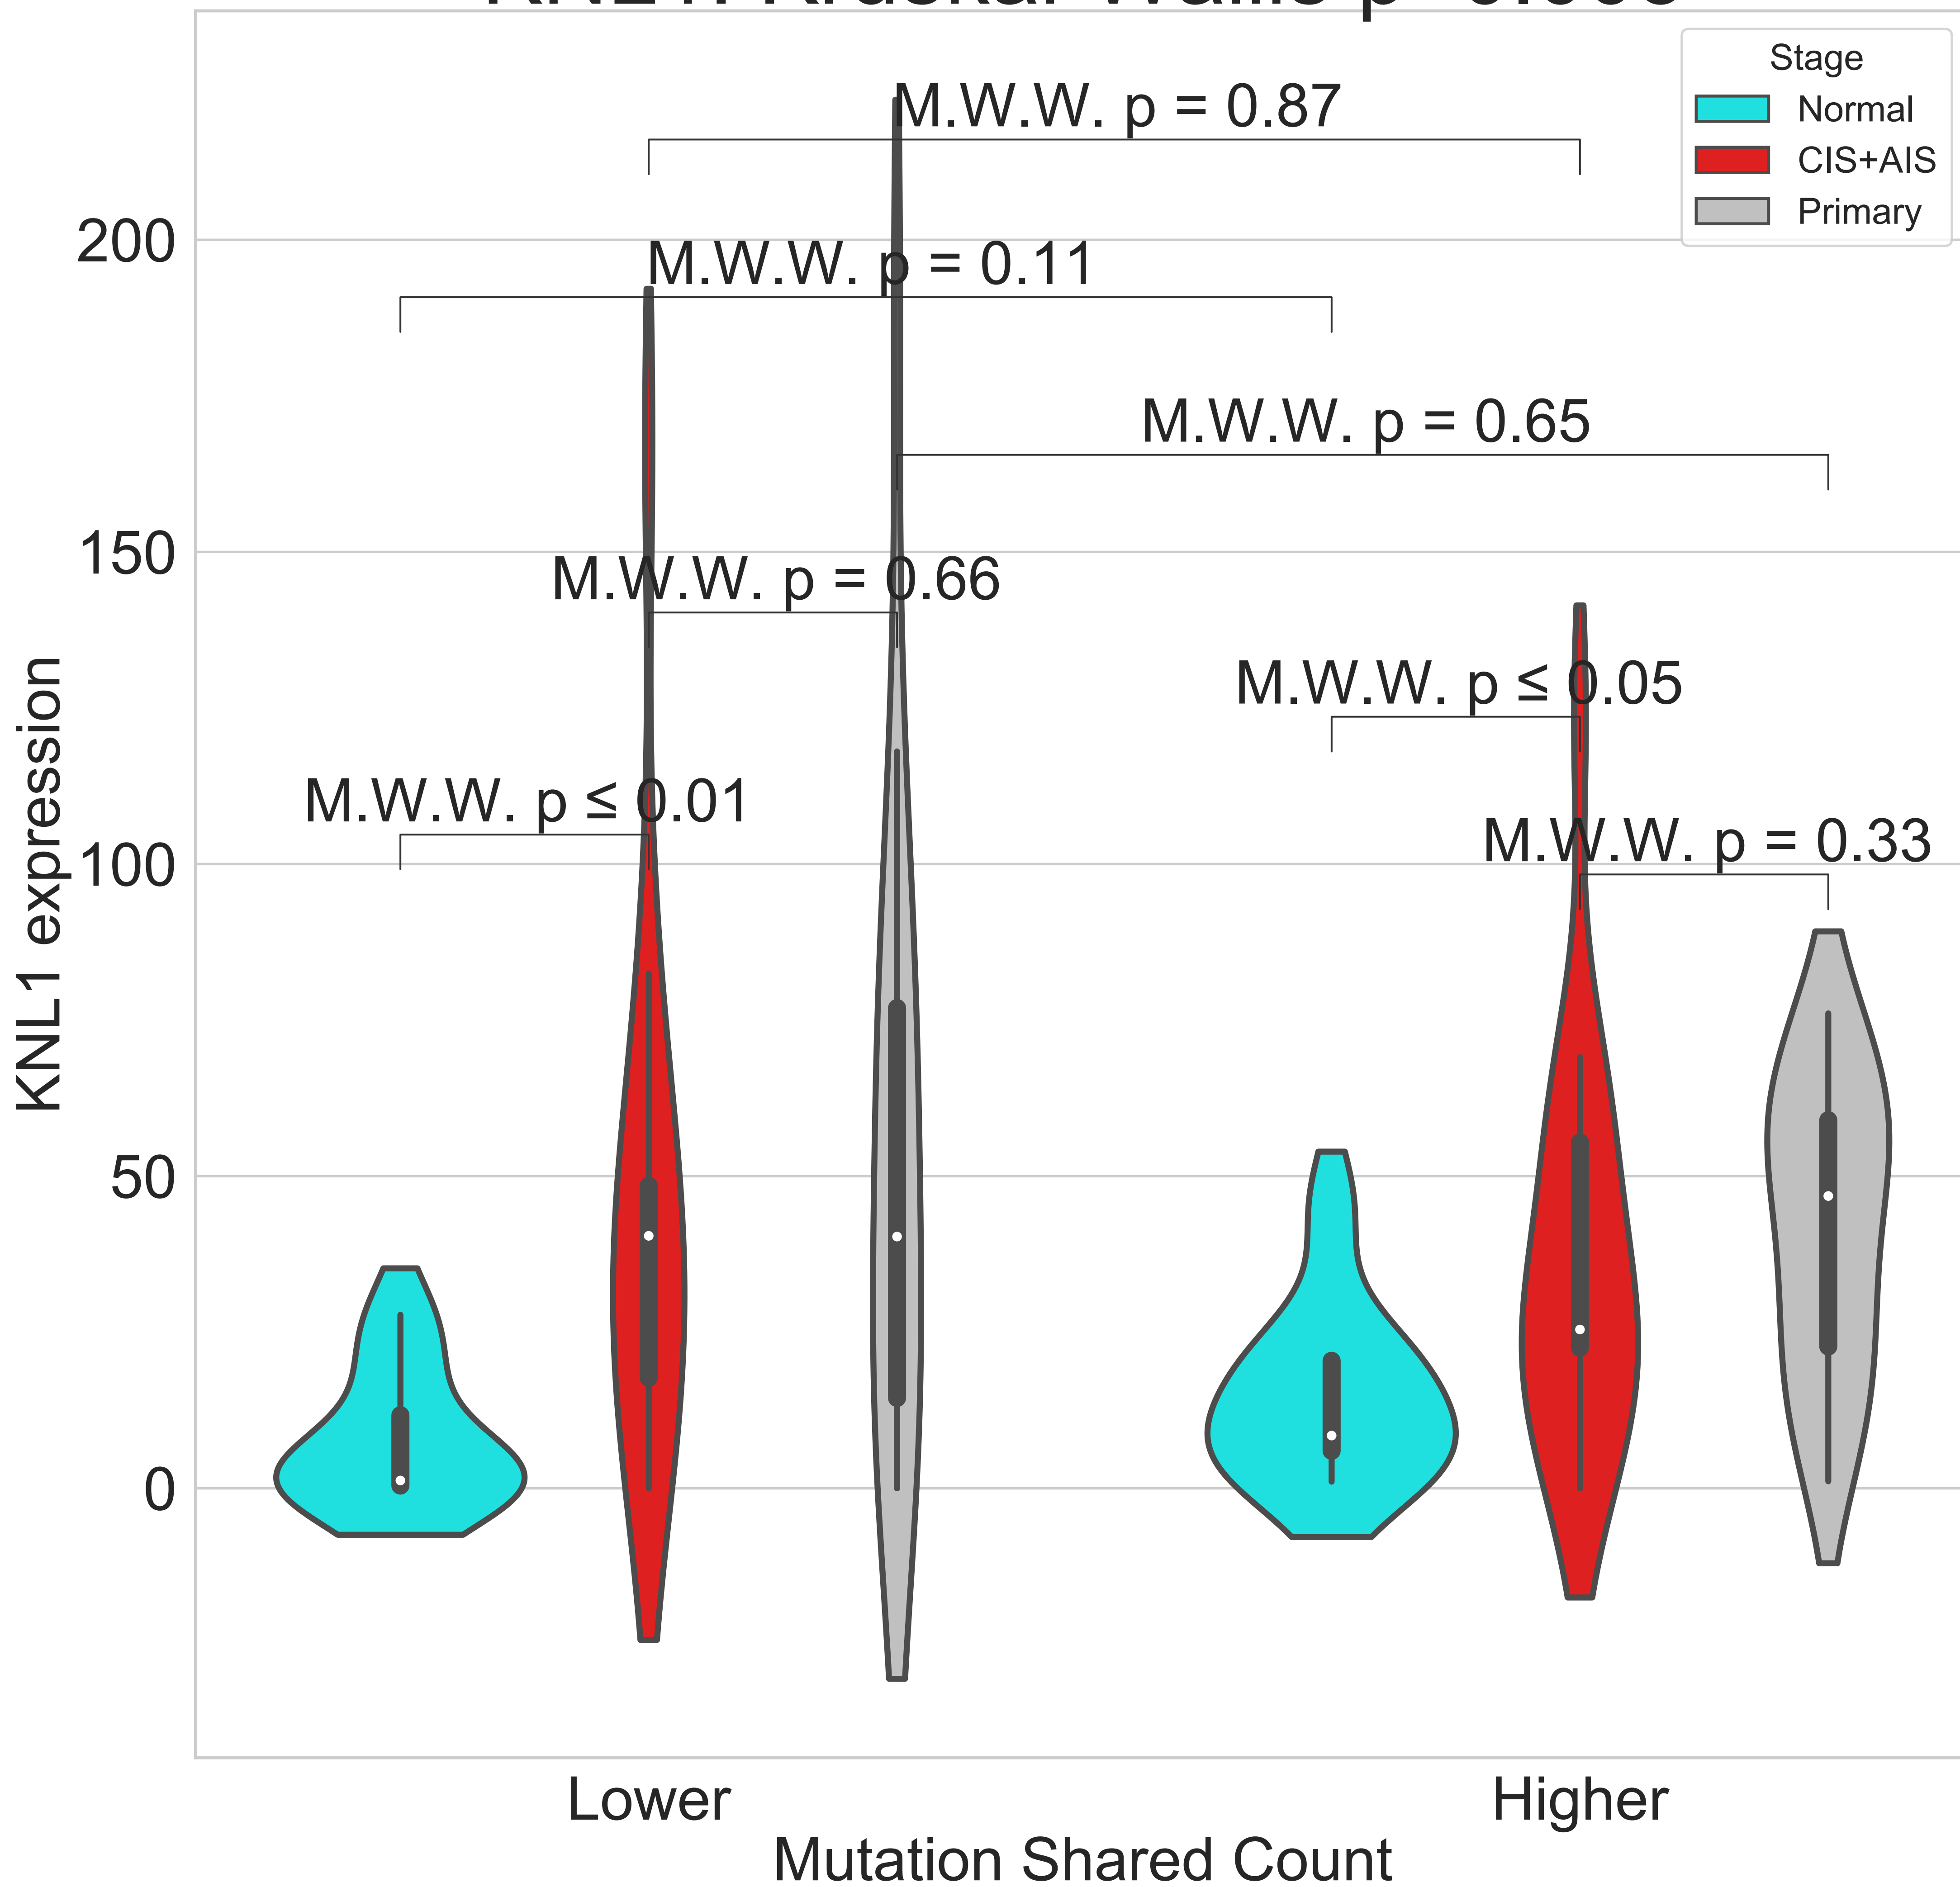 Stage
Normal
CIS+AIS
Primary
M.W.W. p = 0.87
M.W.W. p = 0.11
M.W.W. p = 0.65
M.W.W. p = 0.66
M.W.W. p ≤ 0.05
M.W.W. p ≤ 0.01
M.W.W. p = 0.33
200
150
100
50
0
KNL1 expression
Lower
Higher
Mutation Shared Count